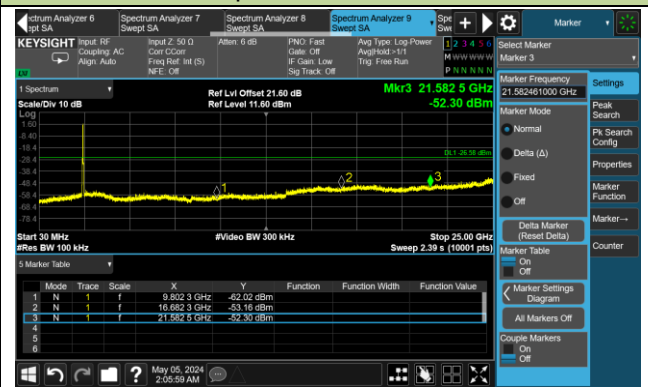 ectrum Analyzer 6
ept SA
Spectrum Analyzer 7
Swept SA
Spectrum Analyzer 8
Swept SA
Spectrum Analyzer 9
Swept SA
Spe
Swe
Marker
KEYSIGHT
Input: RF
Coupling: AC
Align: Auto
Input Z: 50 Ω
Corr CCorr
Freq Ref: Int (S)
NFE: Off
Atten: 6 dB
PNO: Fast
Gate: Off
IF Gain: Low
Sig Track: Off
Avg Type: Log-Power
Avg|Hold:>1/1
Trig: Free Run
1 2 3 4 5 6
M W W W W W
P N N N N N
LV
Select Marker
Marker 3
1 Spectrum
Scale/Div 10 dB
Log
Ref Lvl Offset 21.60 dB
Ref Level 11.60 dBm
Mkr3 21.582 5 GHz
-52.30 dBm
1.60
-8.40
-18.4
-28.4
-38.4
-48.4
-58.4
-68.4
-78.4
DL1 -26.56 dBm
1
2
3
Start 30 MHz
#Res BW 100 kHz
#Video BW 300 kHz
Stop 25.00 GHz
Sweep 2.39 s (10001 pts)
5 Marker Table
Mode Trace Scale X Y Function Function Width Function Value
1 N 1 f 9.802 3 GHz -62.02 dBm
2 N 1 f 16.682 3 GHz -53.16 dBm
3 N 1 f 21.582 5 GHz -52.30 dBm
4
5
6
Marker Frequency
21.582461000 GHz
Marker Mode
Normal
Delta (Δ)
Fixed
Off
Delta Marker
(Reset Delta)
Marker Table
On
Off
Marker Settings
Diagram
All Markers Off
Couple Markers
On
Off
Settings
Peak
Search
Pk Search
Config
Properties
Marker
Function
Marker→
Counter
May 05, 2024
2:05:59 AM